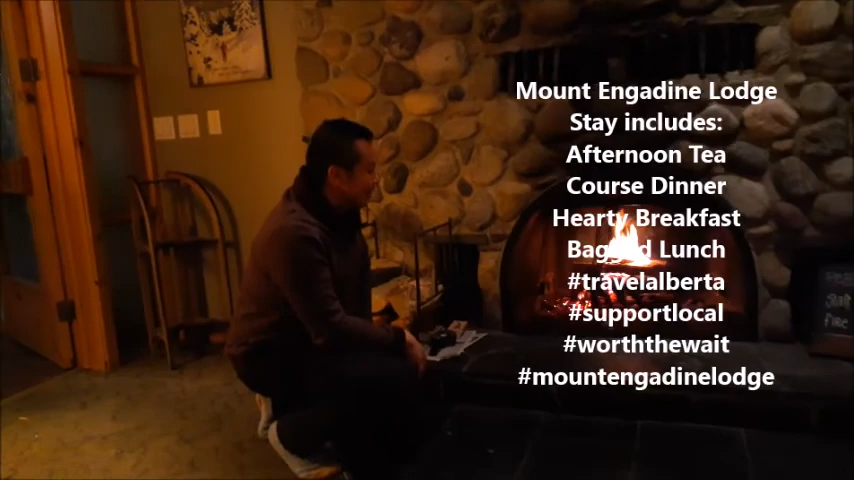 Mount Engadine Lodge
Stay includes:
Afternoon Tea
Course Dinner
Hearty Breakfast
Bagged Lunch
#travelalberta
#supportlocal
#worththewait
#mountengadinelodge